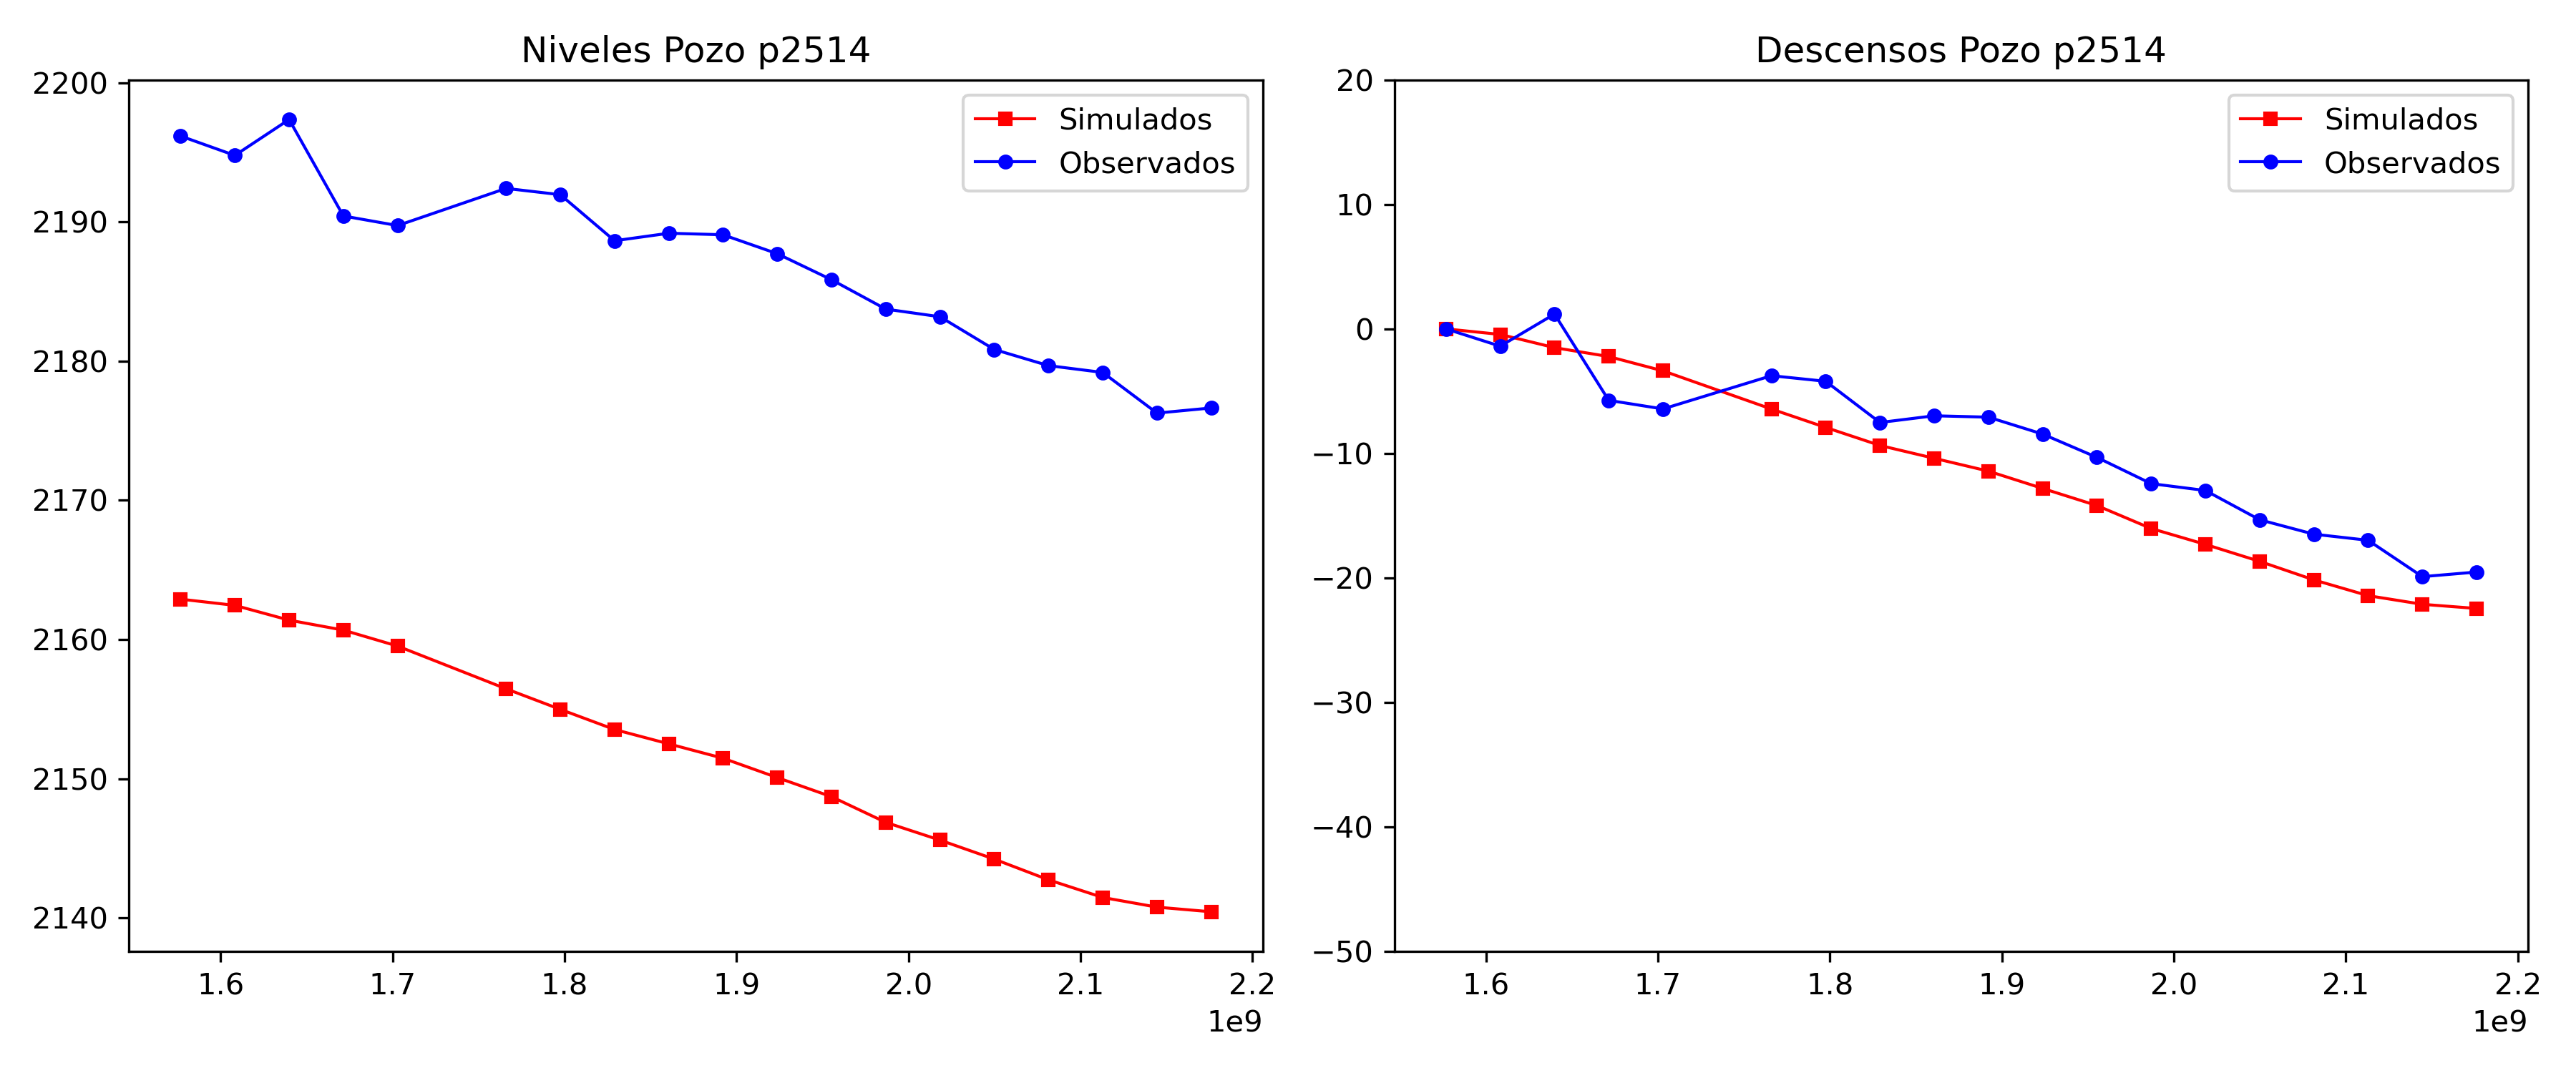 Niveles Pozo p2514
2200
2190
2180
2170
2160
2150
2140
1.6 1.7 1.8 1.9 2.0 2.1 2.2
1e9
Simulados
Observados
Descensos Pozo p2514
20
10
0
−10
−20
−30
−40
−50
1.6 1.7 1.8 1.9 2.0 2.1 2.2
1e9
Simulados
Observados